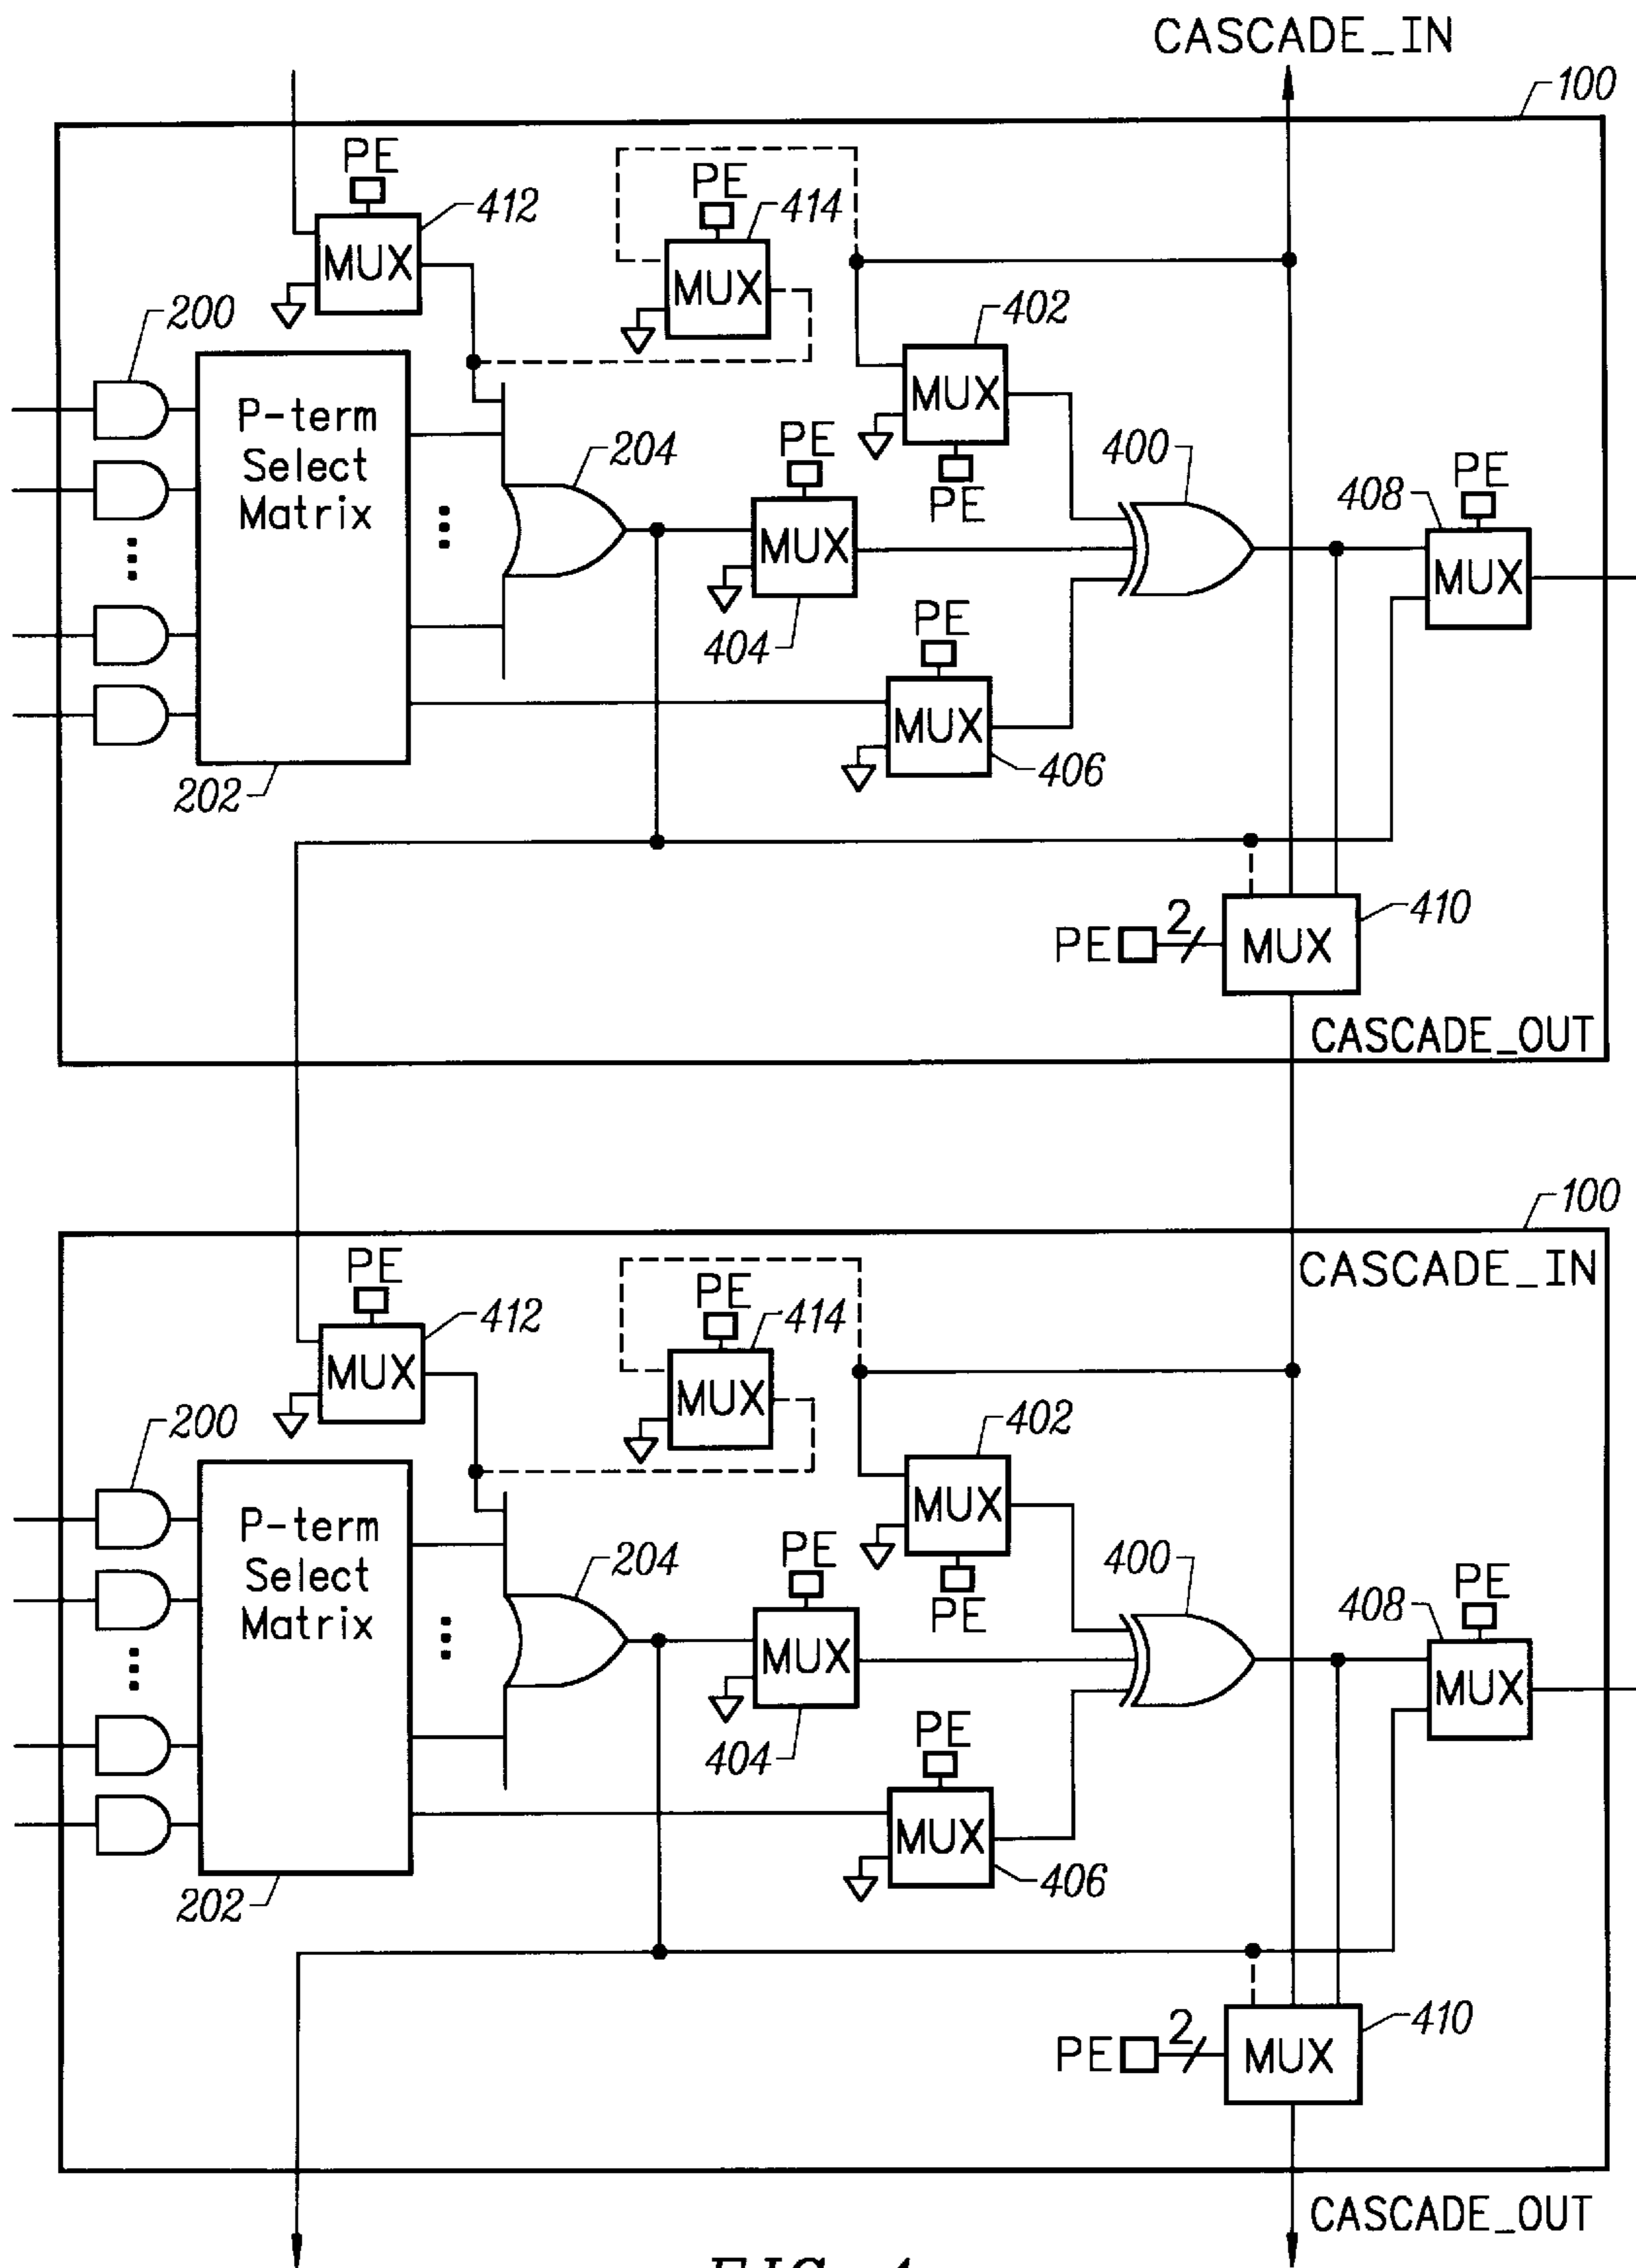 CASCADE_IN
100
PE
412
MUX
PE
414
MUX
200
402
MUX
PE
P-term
Select
Matrix
204
PE
MUX
404
400
408
PE
MUX
PE
MUX
406
202
PE
2
MUX
410
CASCADE_OUT
100
CASCADE_IN
PE
412
MUX
PE
414
MUX
200
402
MUX
PE
P-term
Select
Matrix
204
PE
MUX
404
400
408
PE
MUX
PE
MUX
406
202
PE
2
MUX
410
CASCADE_OUT